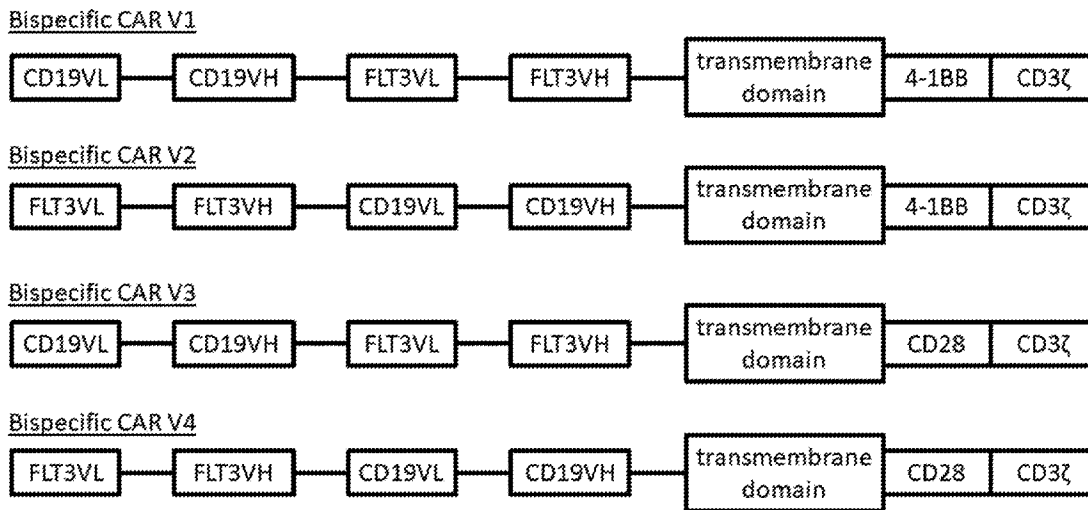 Bispecific CAR V1
CD19VL CD19VH FLT3VL FLT3VH transmembrane domain 4-1BB CD3ζ
Bispecific CAR V2
FLT3VL FLT3VH CD19VL CD19VH transmembrane domain 4-1BB CD3ζ
Bispecific CAR V3
CD19VL CD19VH FLT3VL FLT3VH transmembrane domain CD28 CD3ζ
Bispecific CAR V4
FLT3VL FLT3VH CD19VL CD19VH transmembrane domain CD28 CD3ζ